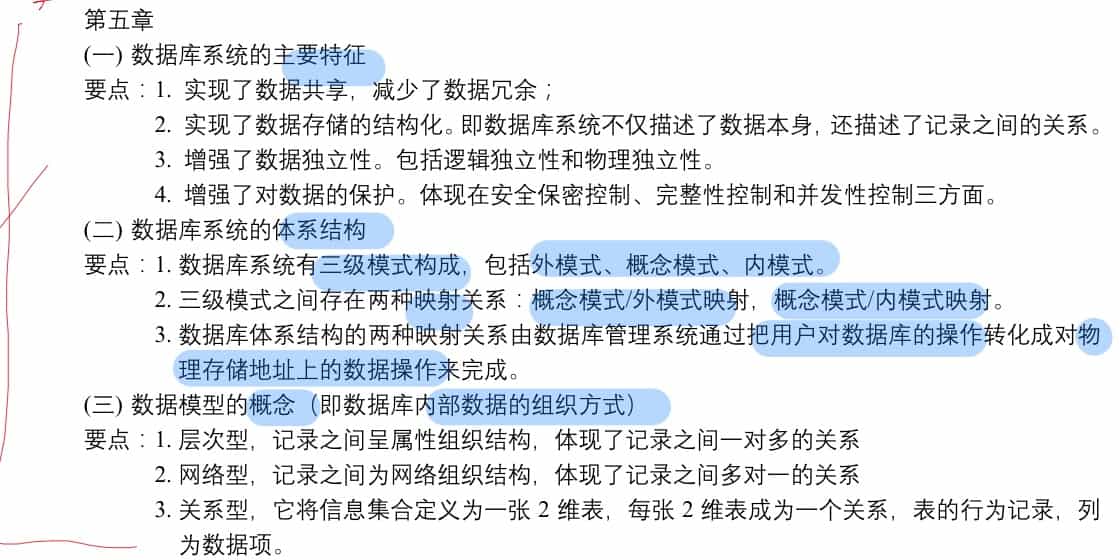 第五章
(一) 数据库系统的主要特征
要点：1. 实现了数据共享，减少了数据冗余；
2. 实现了数据存储的结构化。即数据库系统不仅描述了数据本身，还描述了记录之间的关系。
3. 增强了数据独立性。包括逻辑独立性和物理独立性。
4. 增强了对数据的保护。体现在安全保密控制、完整性控制和并发性控制三方面。
(二) 数据库系统的体系结构
要点：1. 数据库系统有三级模式构成，包括外模式、概念模式、内模式。
2. 三级模式之间存在两种映射关系：概念模式/外模式映射，概念模式/内模式映射。
3. 数据库体系结构的两种映射关系由数据库管理系统通过把用户对数据库的操作转化成对物
理存储地址上的数据操作来完成。
(三) 数据模型的概念（即数据库内部数据的组织方式）
要点：1. 层次型，记录之间呈属性组织结构，体现了记录之间一对多的关系
2. 网络型，记录之间为网络组织结构，体现了记录之间多对一的关系
3. 关系型，它将信息集合定义为一张 2 维表，每张 2 维表成为一个关系，表的行为记录，列
为数据项。